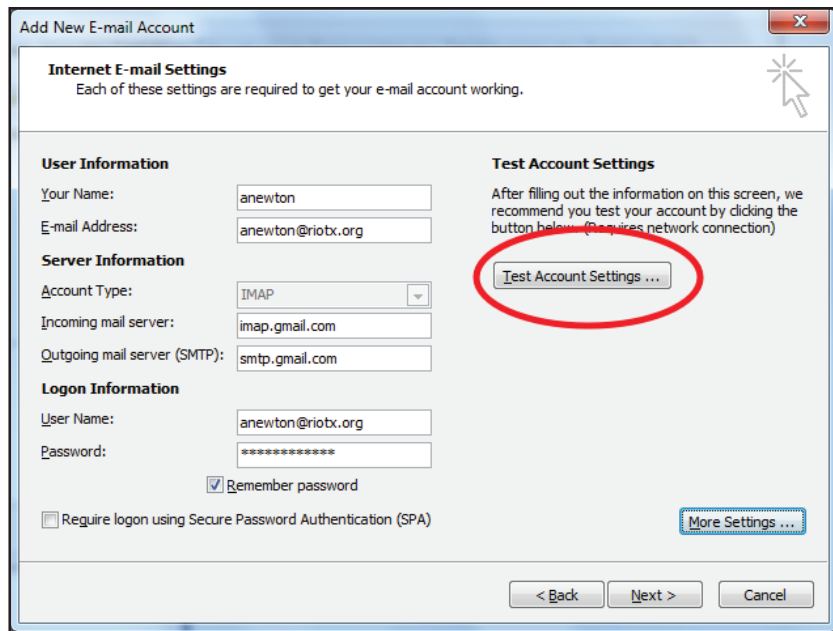 Add New E-mail Account
x
Internet E-mail Settings
Each of these settings are required to get your e-mail account working.
User Information
Your Name:
anewton
E-mail Address:
anewton@riotx.org
Server Information
Account Type:
IMAP
Incoming mail server:
imap.gmail.com
Outgoing mail server (SMTP):
smtp.gmail.com
Logon Information
User Name:
anewton@riotx.org
Password:
************
Remember password
Require logon using Secure Password Authentication (SPA)
Test Account Settings
After filling out the information on this screen, we
recommend you test your account by clicking the
button below. (Requires network connection)
Test Account Settings ...
More Settings ...
< Back
Next >
Cancel